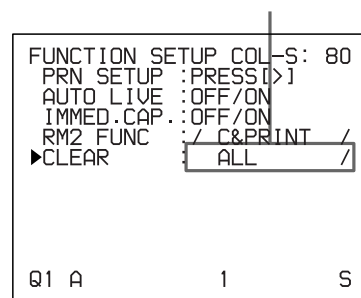 FUNCTION SETUP COL-S: 80
PRN SETUP :PRESS[>]
AUTO LIVE :OFF/ON
IMMED.CAP.:OFF/ON
RM2 FUNC :/ C&PRINT /
▶CLEAR : ALL /
Q1 A 1 S